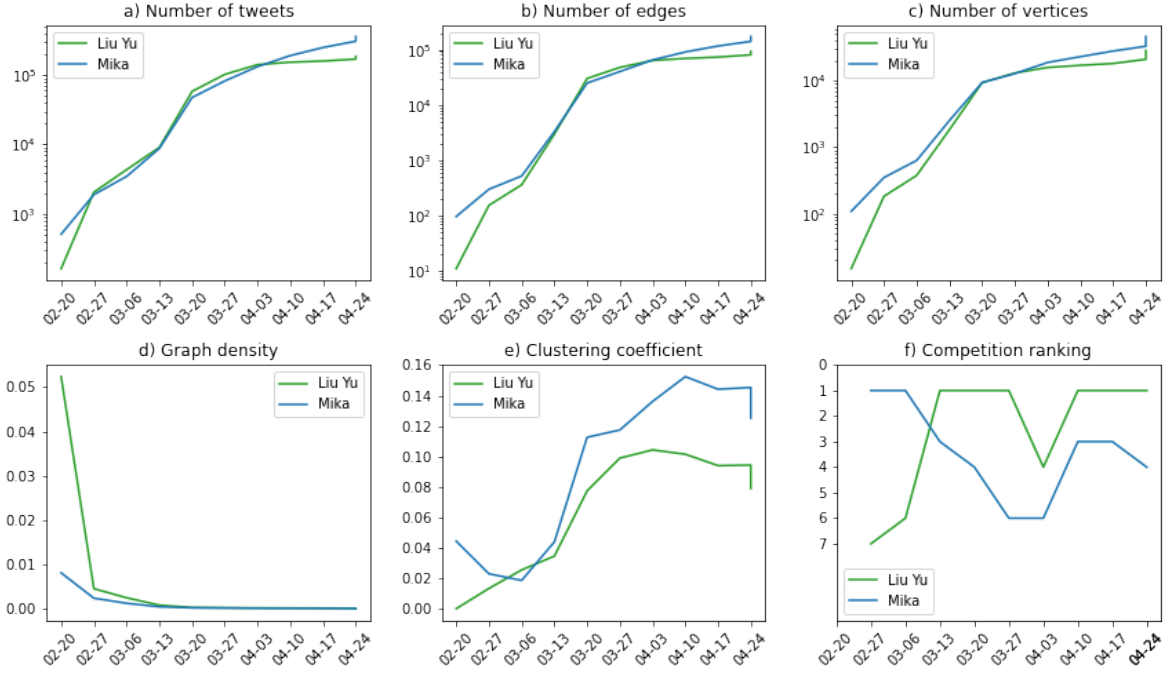 a) Number of tweets
Liu Yu
Mika
10^5
10^4
10^3
02-20 02-27 03-06 03-13 03-20 03-27 04-03 04-10 04-17 04-24
b) Number of edges
Liu Yu
Mika
10^5
10^4
10^3
10^2
10^1
02-20 02-27 03-06 03-13 03-20 03-27 04-03 04-10 04-17 04-24
c) Number of vertices
Liu Yu
Mika
10^4
10^3
10^2
02-20 02-27 03-06 03-13 03-20 03-27 04-03 04-10 04-17 04-24
d) Graph density
Liu Yu
Mika
0.05
0.04
0.03
0.02
0.01
0.00
02-20 02-27 03-06 03-13 03-20 03-27 04-03 04-10 04-17 04-24
e) Clustering coefficient
Liu Yu
Mika
0.16
0.14
0.12
0.10
0.08
0.06
0.04
0.02
0.00
02-20 02-27 03-06 03-13 03-20 03-27 04-03 04-10 04-17 04-24
f) Competition ranking
0
1
2
3
4
5
6
7
Liu Yu
Mika
02-20 02-27 03-06 03-13 03-20 03-27 04-03 04-10 04-17 04-24